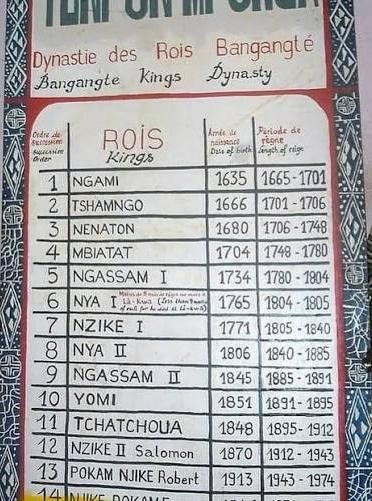 Dynastie des Rois Bangangté
Bangangte Kings Dynasty
Ordre de succession ROIS Année de naissance Période de règne
succession Order Kings Date of birth length of reige
1 NGAMI 1635 1665-1701
2 TSHAMNGO 1666 1701-1706
3 NENATON 1680 1706-1748
4 MBIATAT 1704 1748-1780
5 NGASSAM I 1734 1780-1804
6 NYA I 1765 1804-1805
7 NZIKE I 1771 1805-1840
8 NYA II 1806 1840-1885
9 NGASSAM II 1845 1885-1891
10 YOMI 1851 1891-1895
11 TCHATCHOUA 1848 1895-1912
12 NZIKE II Salomon 1870 1912-1943
13 POKAM NJIKE Robert 1913 1943-1974
14